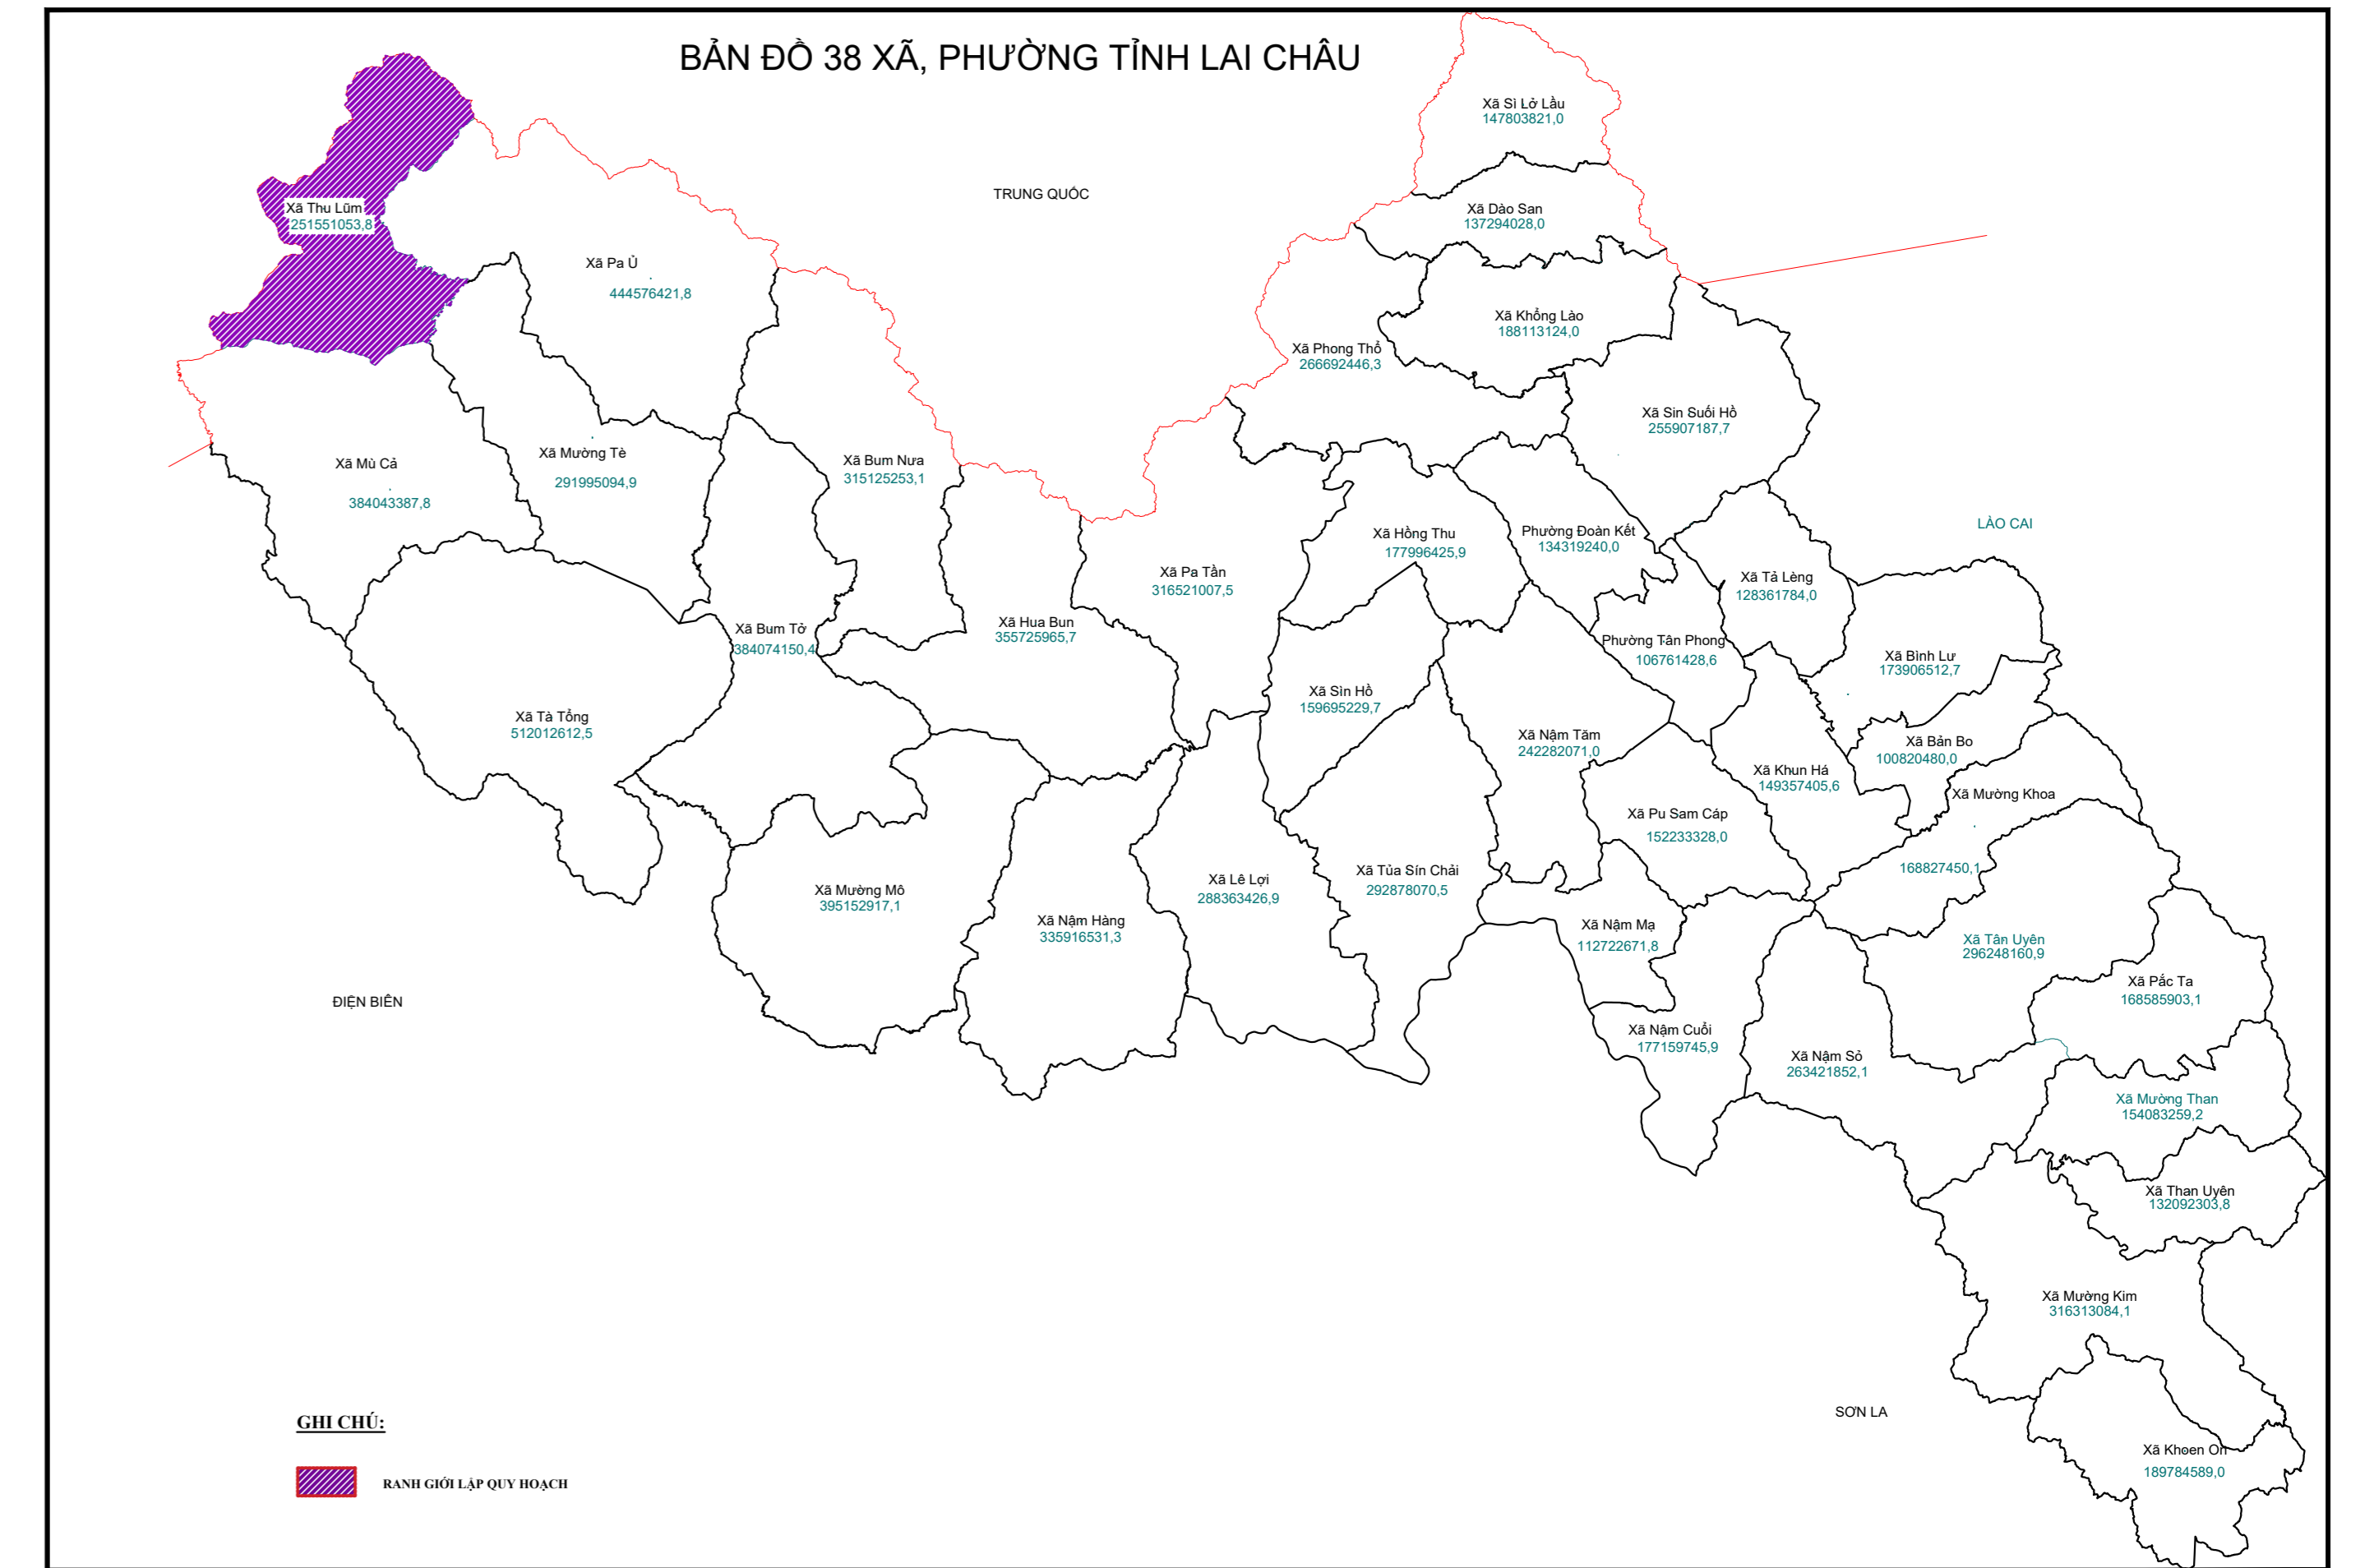 BẢN ĐỒ 38 XÃ, PHƯỜNG TỈNH LAI CHÂU
Xã Sì Lở Lầu
147803821,0
TRUNG QUỐC
Xã Thu Lũm
251551053,8
Xã Dào San
137294028,0
Xã Pa Ủ
444576421,8
Xã Khổng Lào
188113124,0
Xã Phong Thổ
266692446,3
Xã Sin Suối Hồ
255907187,7
Xã Mù Cả
384043387,8
Xã Mường Tè
291995094,9
Xã Bum Nưa
315125253,1
LÀO CAI
Xã Hồng Thu
177996425,9
Phường Đoàn Kết
134319240,0
Xã Pa Tần
316521007,5
Xã Tả Lèng
128361784,0
Xã Bum Tở
384074150,4
Xã Hua Bun
355725965,7
Phường Tân Phong
106761428,6
Xã Bình Lư
173906512,7
Xã Sìn Hồ
159695229,7
Xã Tà Tổng
512012612,5
Xã Nậm Tăm
242282071,0
Xã Bản Bo
100820480,0
Xã Khun Há
149357405,6
Xã Mường Khoa
168827450,1
Xã Pu Sam Cáp
152233328,0
Xã Mường Mô
395152917,1
Xã Lê Lợi
288363426,9
Xã Tủa Sín Chải
292878070,5
Xã Nậm Hàng
335916531,3
Xã Nậm Mạ
112722671,8
Xã Tân Uyên
296248160,9
Xã Pắc Ta
168585903,1
ĐIỆN BIÊN
Xã Nậm Cuổi
177159745,9
Xã Nậm Sỏ
263421852,1
Xã Mường Than
154083259,2
Xã Than Uyên
132092303,8
Xã Mường Kim
316313084,1
SƠN LA
Xã Khoen On
189784589,0
GHI CHÚ:
RANH GIỚI LẬP QUY HOẠCH